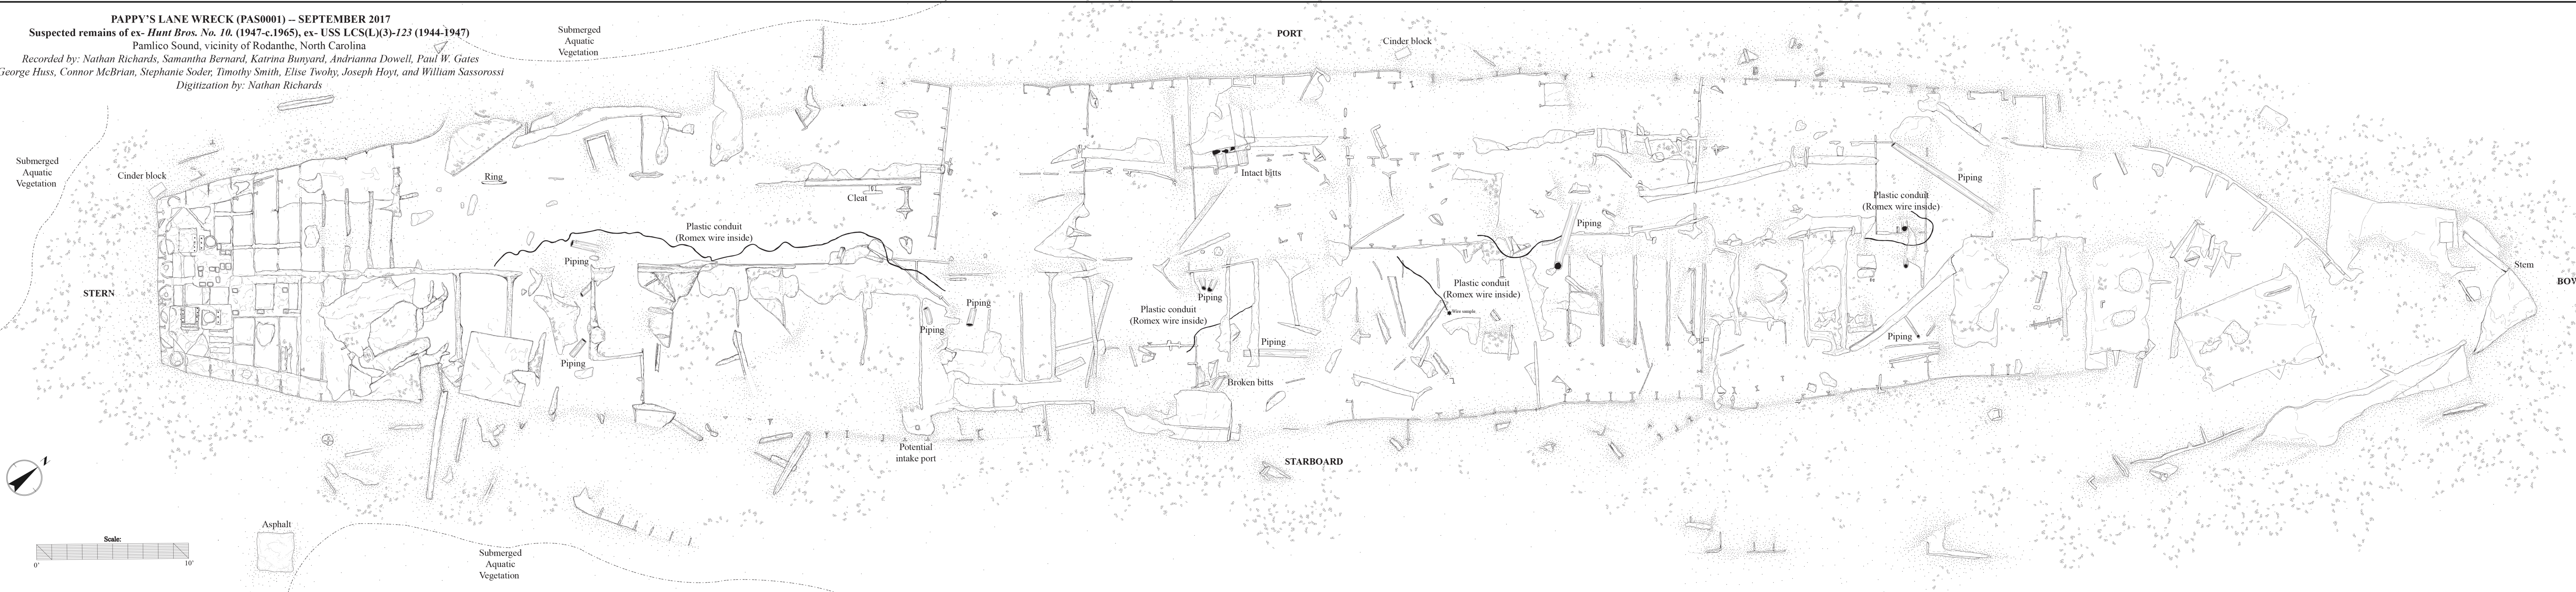 PAPPY'S LANE WRECK (PAS0001) -- SEPTEMBER 2017
Suspected remains of ex- Hunt Bros. No. 10. (1947-c.1965), ex- USS LCS(L)(3)-123 (1944-1947)
Pamlico Sound, vicinity of Rodanthe, North Carolina
Recorded by: Nathan Richards, Samantha Bernard, Katrina Bunyard, Andrianna Dowell, Paul W. Gates
George Huss, Connor McBrian, Stephanie Soder, Timothy Smith, Elise Twohy, Joseph Hoyt, and William Sassorossi
Digitization by: Nathan Richards
Submerged
Aquatic
Vegetation
PORT
Cinder block
Submerged
Aquatic
Vegetation
Cinder block
Ring
Cleat
Intact bitts
Piping
Plastic conduit
(Romex wire inside)
Plastic conduit
(Romex wire inside)
Piping
Piping
Stem
STERN
BOW
Plastic conduit
(Romex wire inside)
Piping
Piping
Plastic conduit
(Romex wire inside)
Wire sample
Piping
Piping
Piping
Piping
Piping
Broken bitts
Potential
intake port
STARBOARD
N
Asphalt
Scale:
0'
10'
Submerged
Aquatic
Vegetation